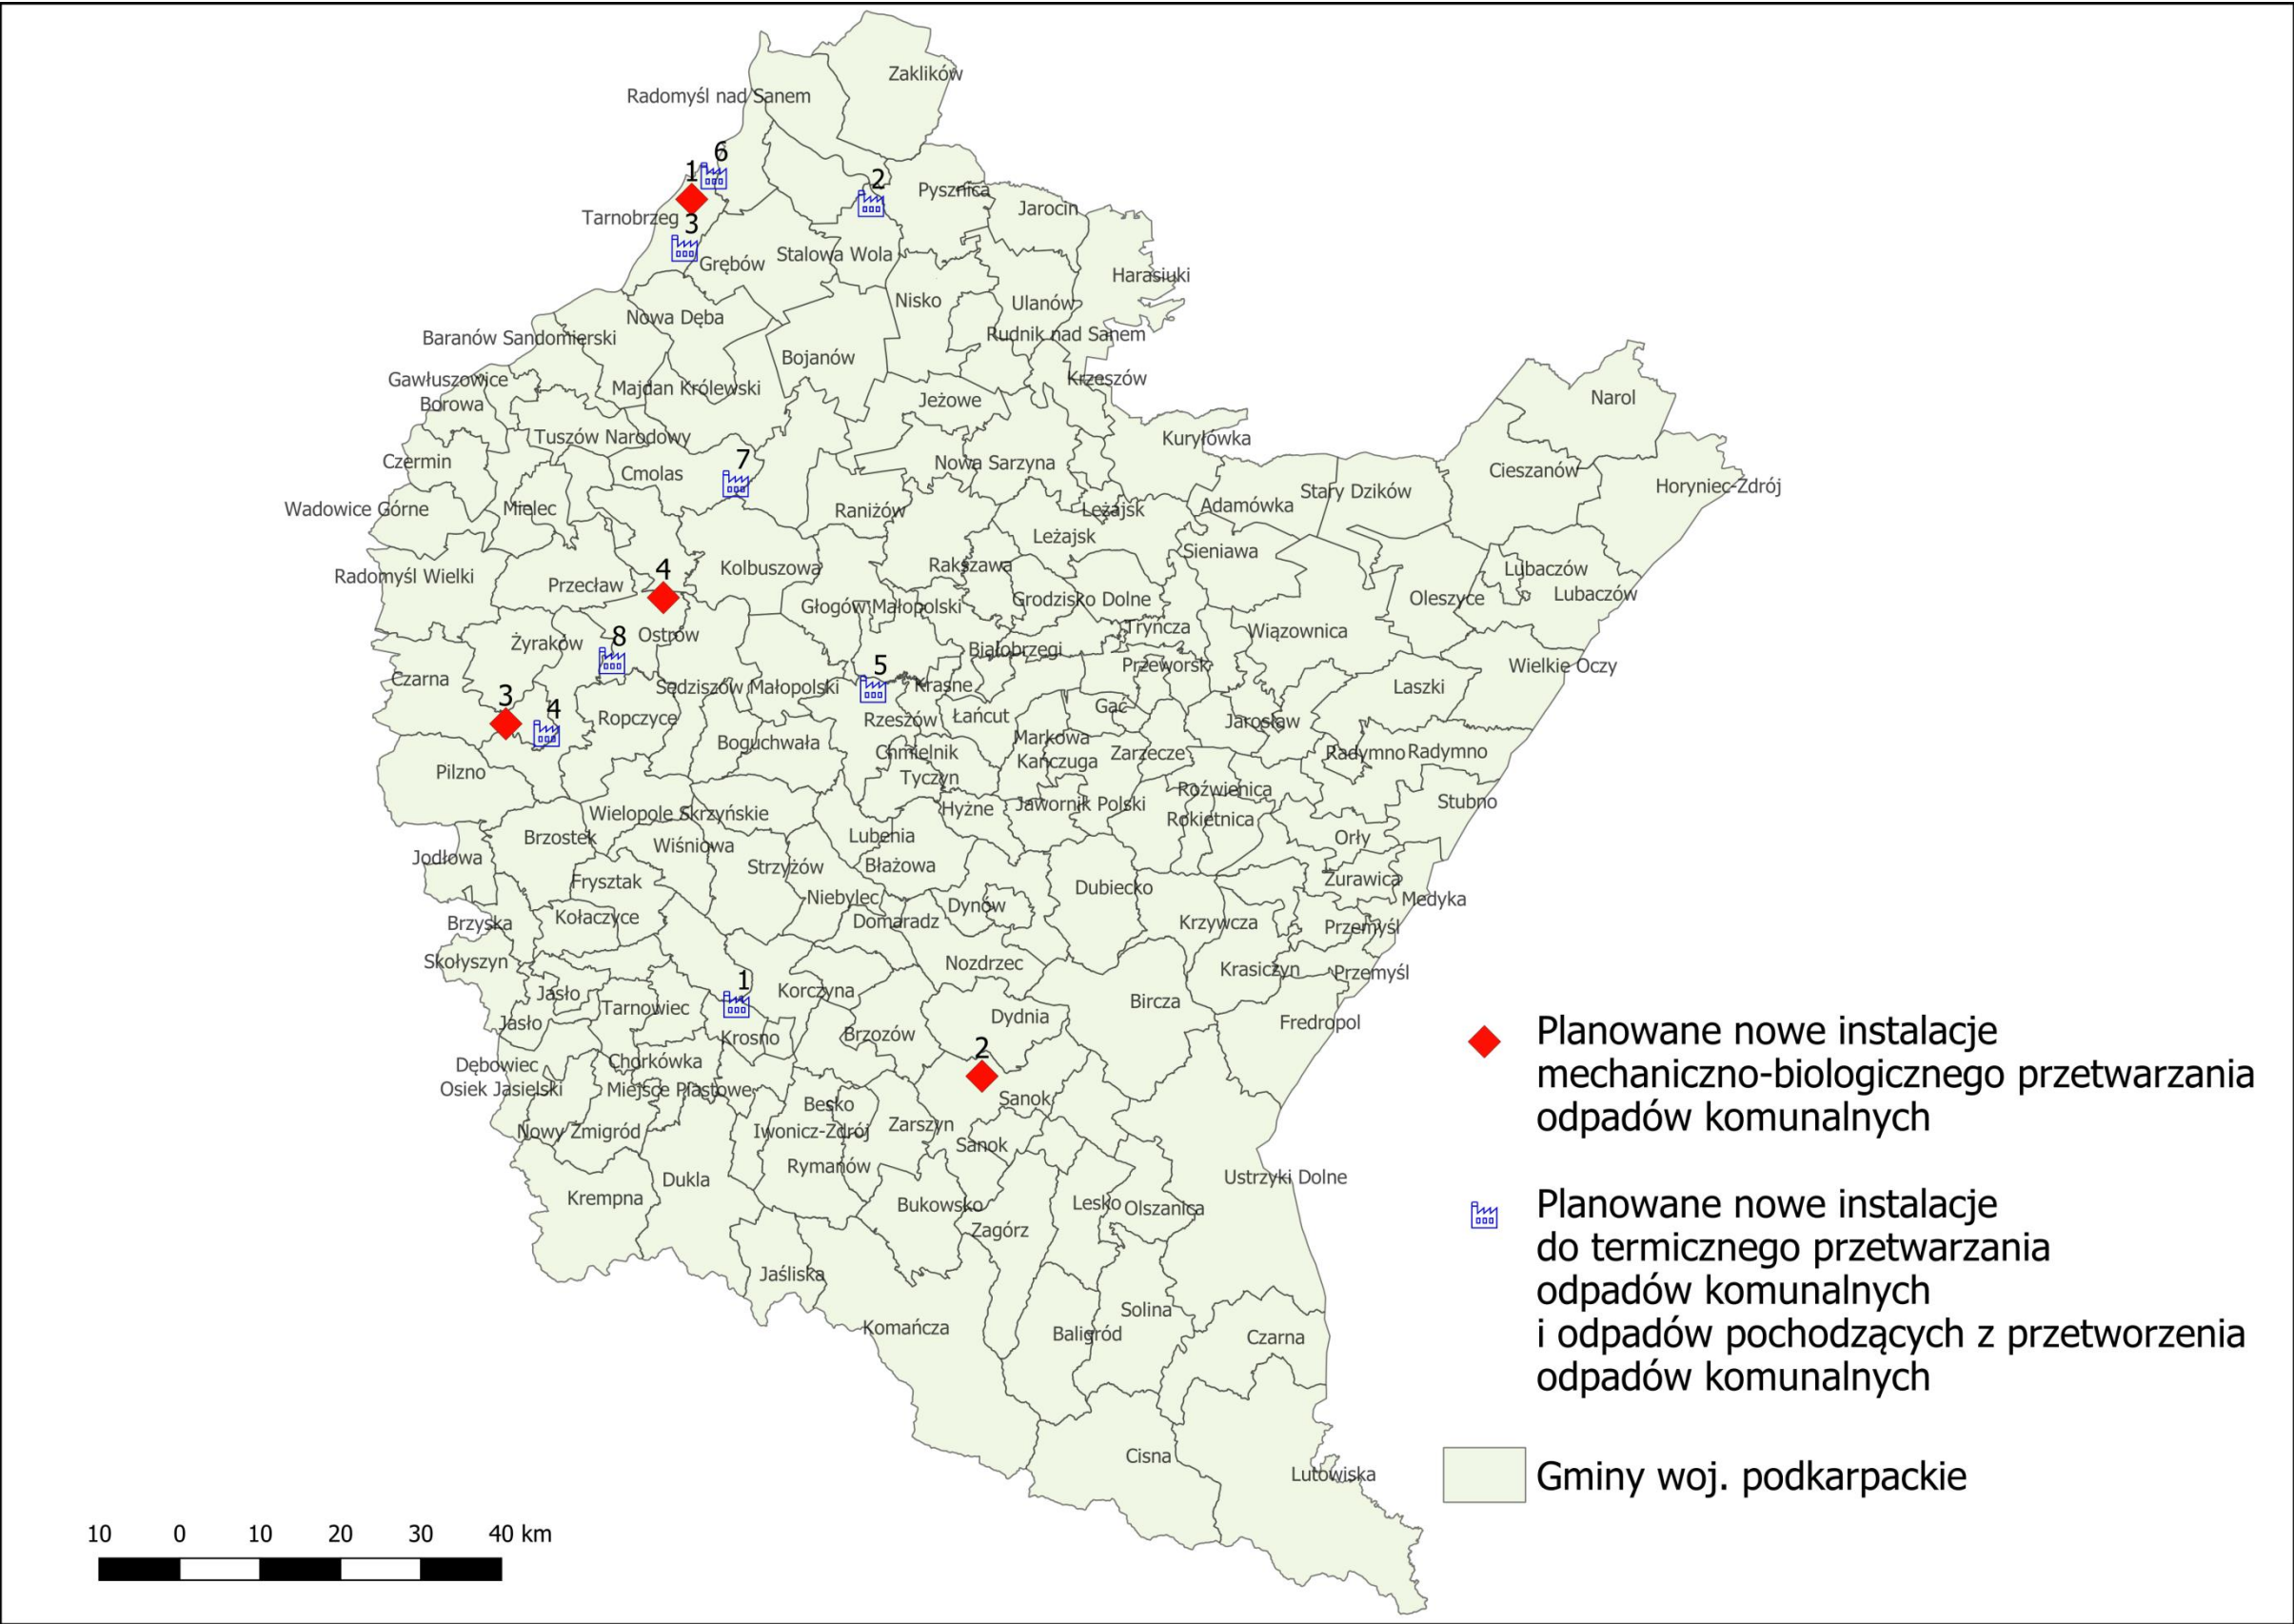 Zaklików
Radomyśl nad Sanem
6
1
2
Pysznica
Jarocin
Tarnobrzeg
3
Stalowa Wola
Grębów
Harasiuki
Nisko
Ulanów
Nowa Dęba
Rudnik nad Sanem
Baranów Sandomierski
Bojanów
Krzeszów
Gawłuszowice
Majdan Królewski
Narol
Borowa
Jeżowe
Tuszów Narodowy
Kuryłówka
Czermin
7
Nowa Sarzyna
Cmolas
Cieszanów
Horyniec-Zdrój
Stary Dzików
Wadowice Górne
Mielec
Raniżów
Leżajsk
Adamówka
Leżajsk
Sieniawa
Radomyśl Wielki
4
Kolbuszowa
Rakszawa
Lubaczów
Przecław
Głogów Małopolski
Grodzisko Dolne
Oleszyce
Lubaczów
8
Ostrów
Tryńcza
Wiązownica
Żyraków
Białobrzegi
5
Przeworsk
Wielkie Oczy
Czarna
Sędziszów Małopolski
Krasne
Laszki
3
4
Ropczyce
Rzeszów
Łańcut
Gać
Jarosław
Boguchwała
Markowa
Chmielnik
Kańczuga
Zarzecze
Radymno
Radymno
Pilzno
Tyczyn
Roźwienica
Wielopole Skrzyńskie
Hyżne
Jawornik Polski
Stubno
Rokietnica
Brzostek
Wiśniowa
Lubenia
Orły
Jodłowa
Strzyżów
Błażowa
Frysztak
Dubiecko
Żurawica
Niebylec
Medyka
Dynów
Brzyska
Kołaczyce
Domaradz
Krzywcza
Przemyśl
Skołyszyn
Nozdrzec
Krasiczyn
Przemyśl
1
Jasło
Korczyna
Bircza
Tarnowiec
Dydnia
Jasło
Krosno
Brzozów
Fredropol
2
Dębowiec
Chorkówka
Osiek Jasielski
Miejsce Piastowe
Besko
Sanok
Nowy Żmigród
Iwonicz-Zdrój
Zarszyn
Sanok
Rymanów
Dukla
Krempna
Bukowsko
Lesko
Olszanica
Ustrzyki Dolne
Zagórz
Jaśliska
Solina
Komańcza
Baligród
Czarna
Cisna
Lutowiska
Planowane nowe instalacje
mechaniczno-biologicznego przetwarzania
odpadów komunalnych
Planowane nowe instalacje
do termicznego przetwarzania
odpadów komunalnych
i odpadów pochodzących z przetworzenia
odpadów komunalnych
Gminy woj. podkarpackie
10 0 10 20 30 40 km